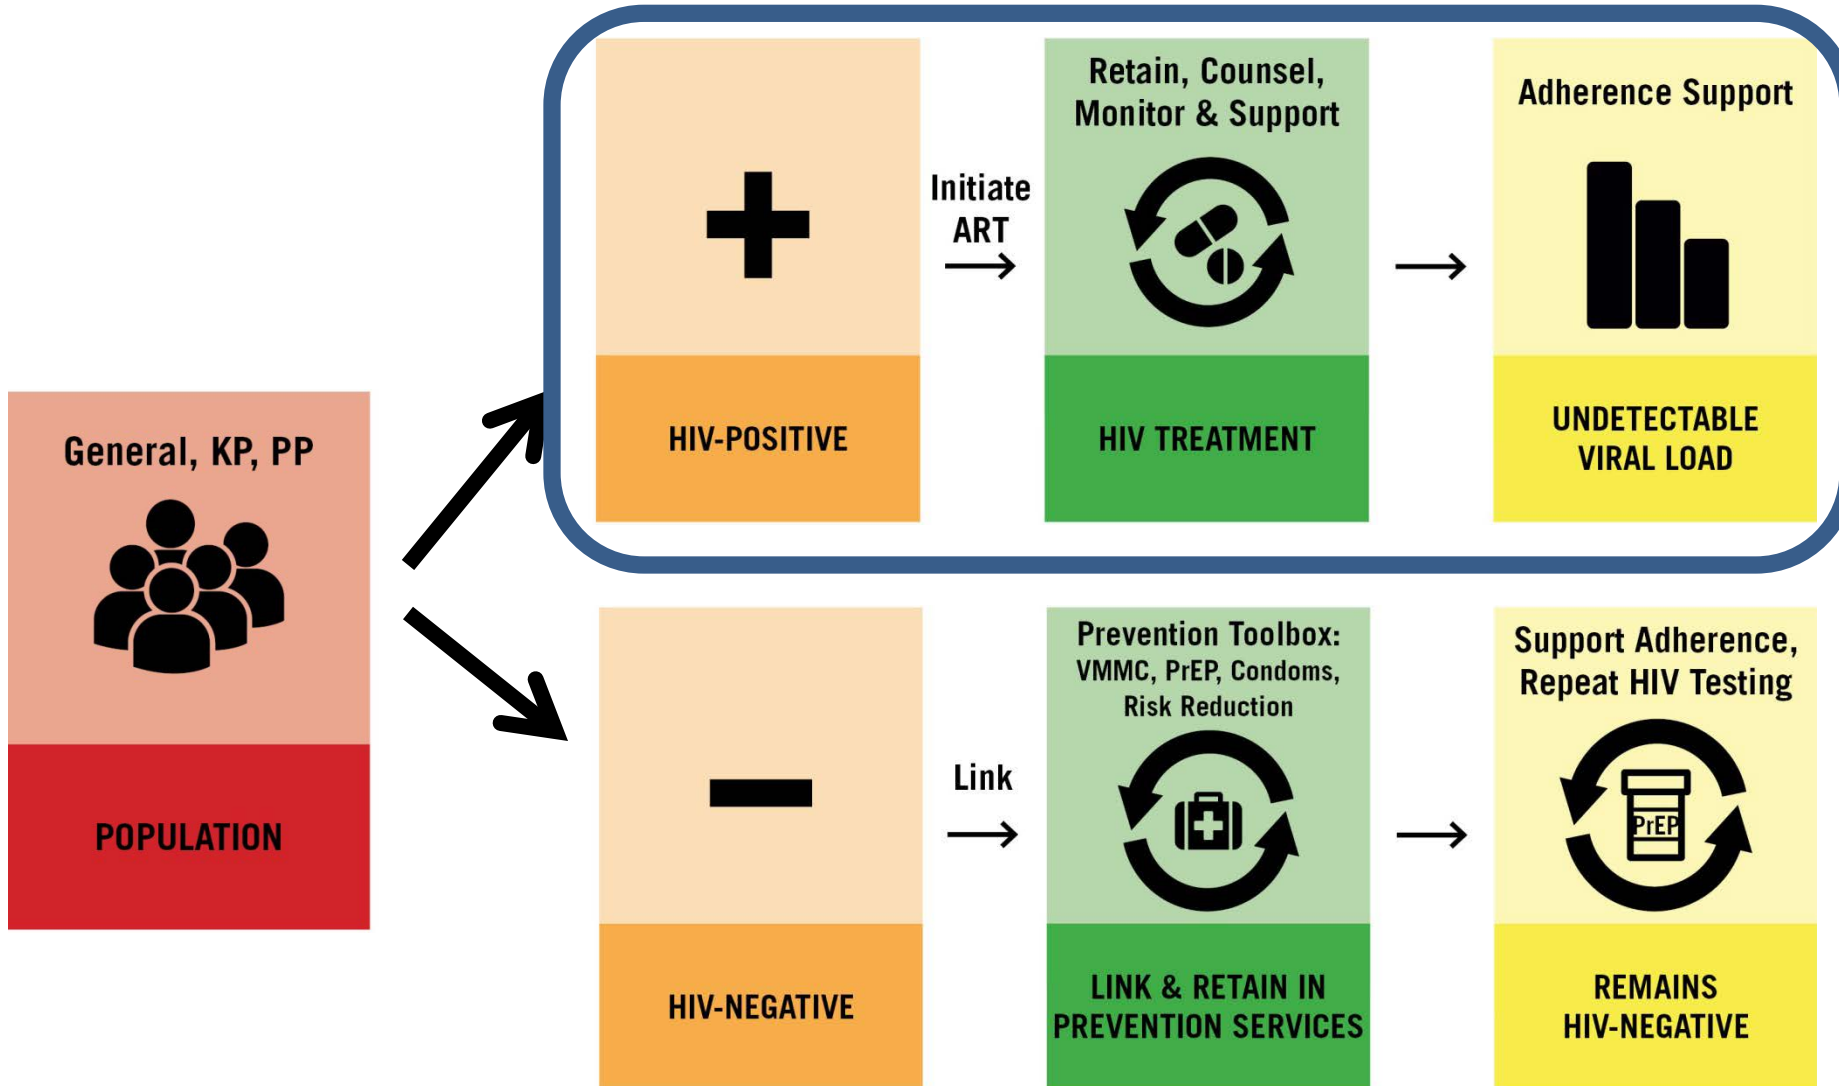 General, KP, PP
POPULATION
HIV-POSITIVE
Initiate
ART
Retain, Counsel,
Monitor & Support
HIV TREATMENT
Adherence Support
UNDETECTABLE
VIRAL LOAD
HIV-NEGATIVE
Link
Prevention Toolbox:
VMMC, PrEP, Condoms,
Risk Reduction
LINK & RETAIN IN
PREVENTION SERVICES
Support Adherence,
Repeat HIV Testing
PrEP
REMAINS
HIV-NEGATIVE